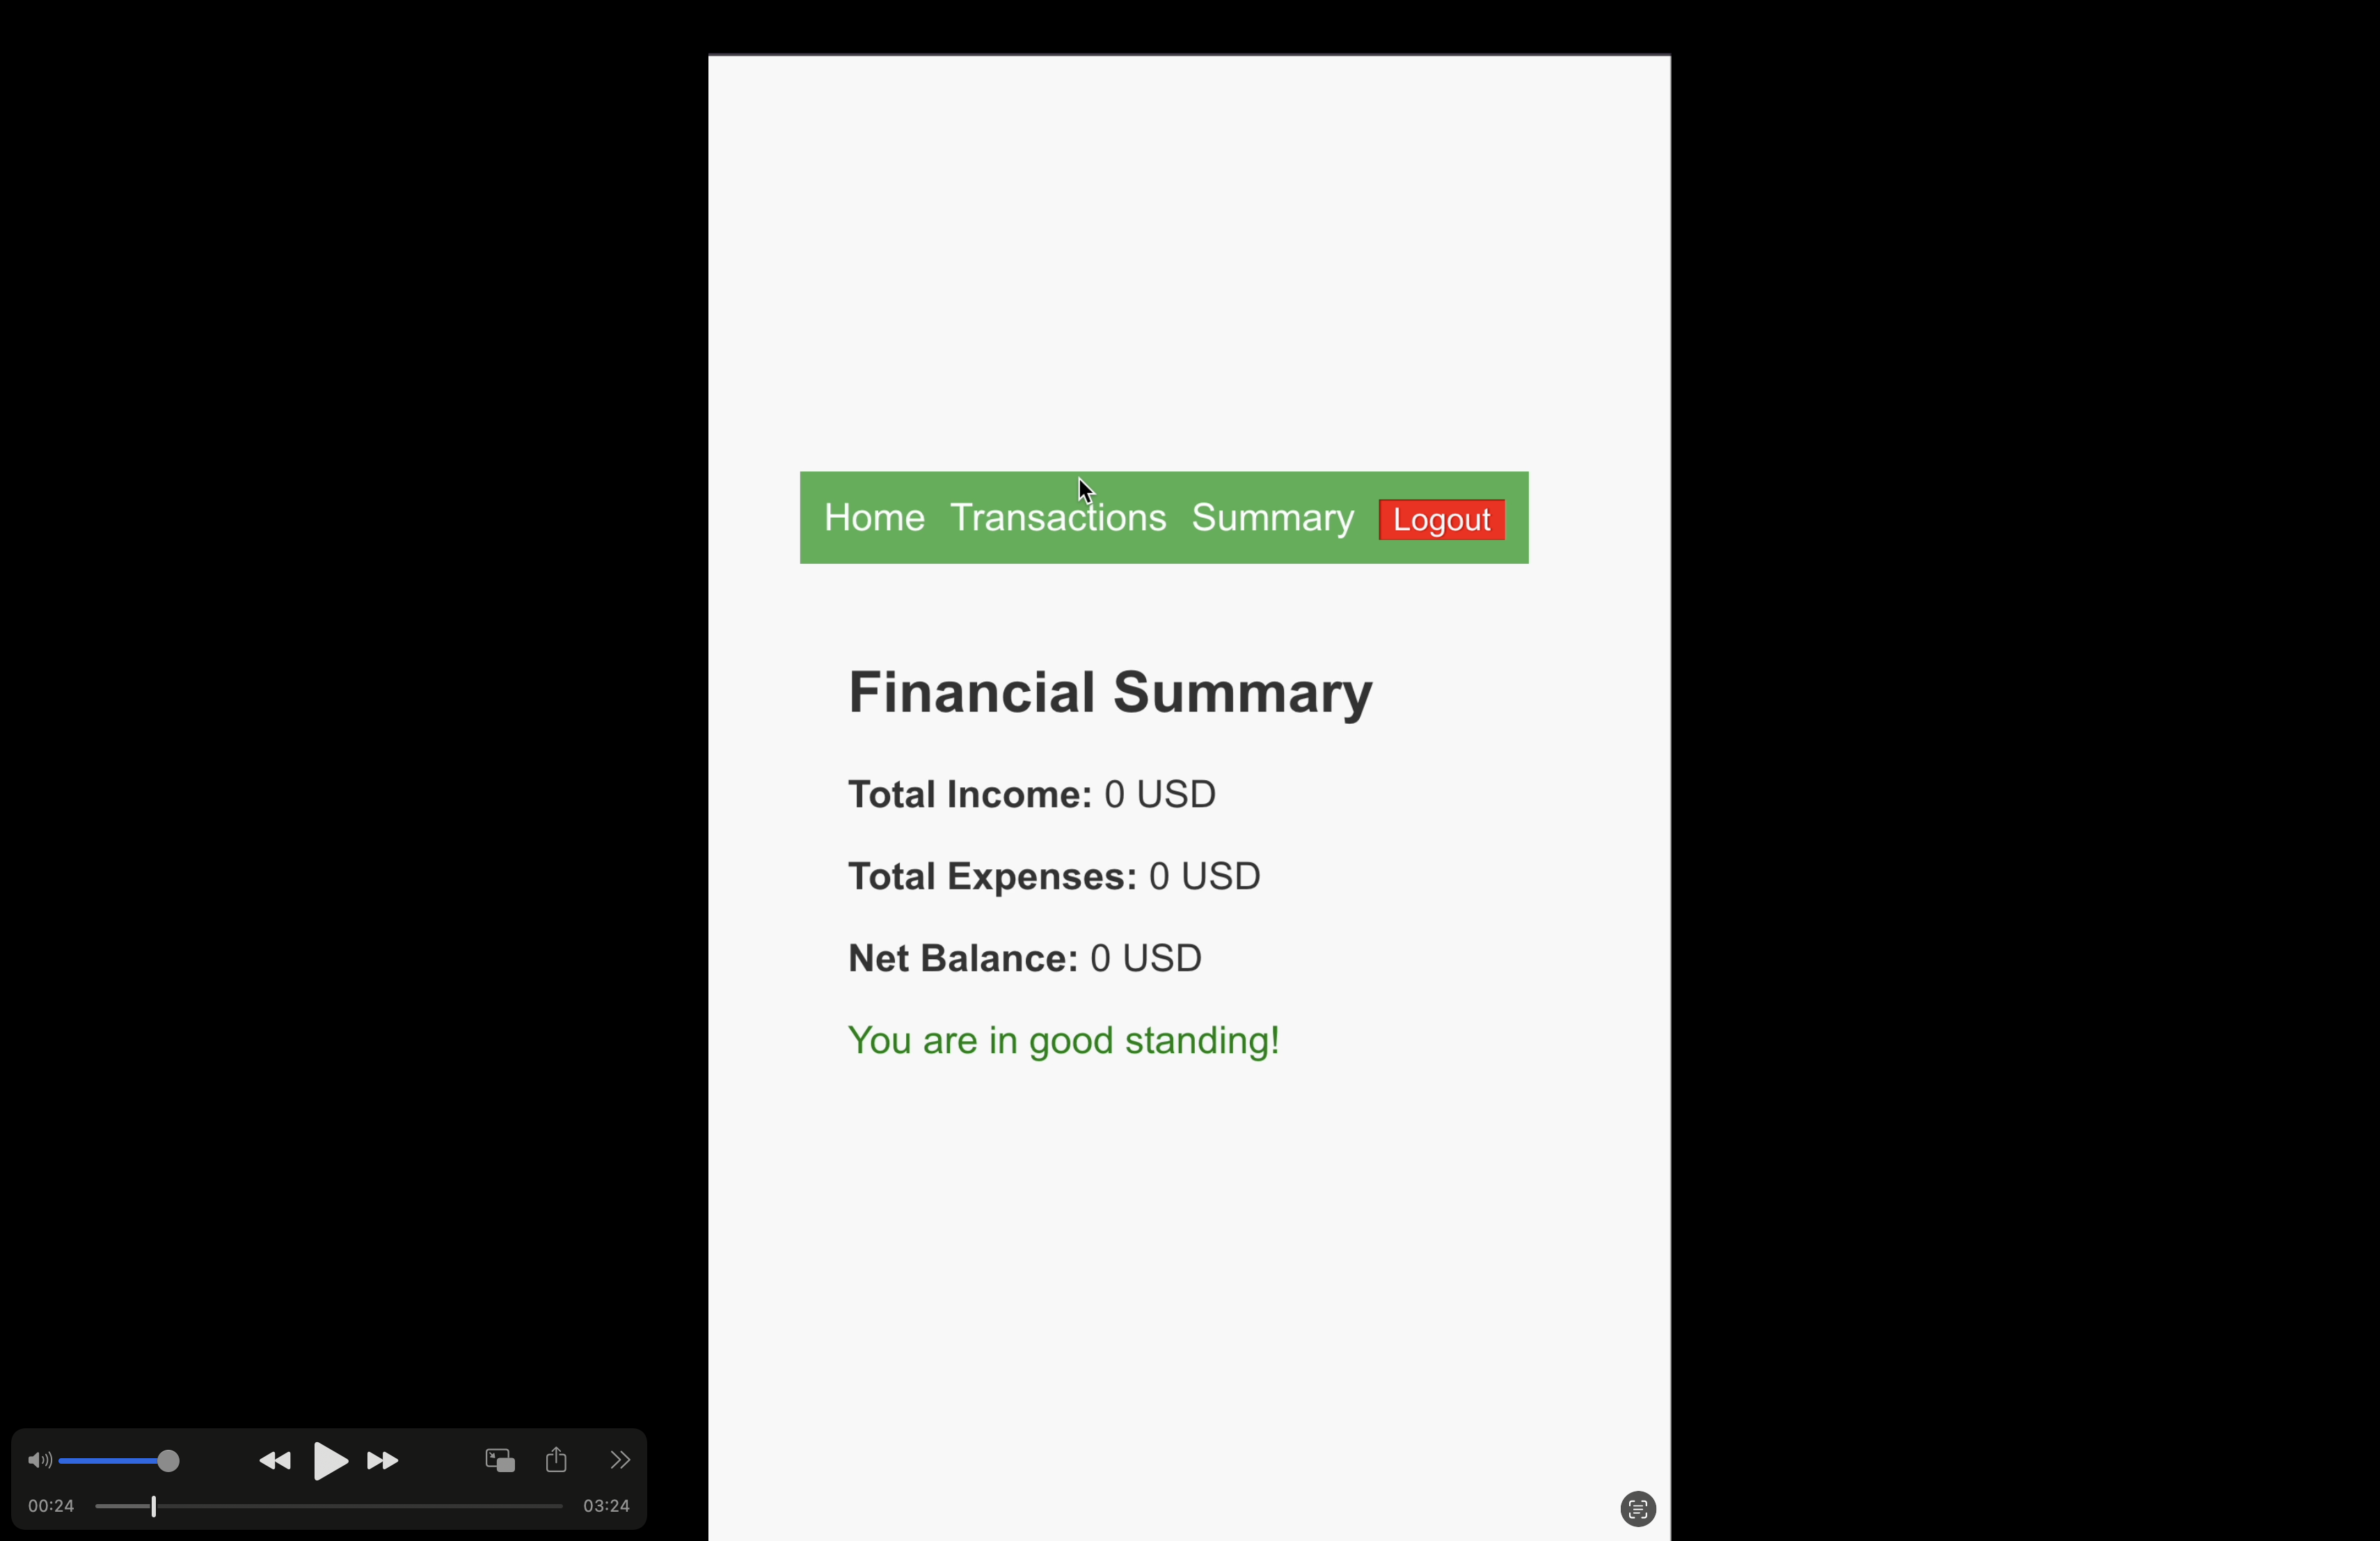 Home Transactions Summary Logout
Financial Summary
Total Income: 0 USD
Total Expenses: 0 USD
Net Balance: 0 USD
You are in good standing!
00:24 03:24